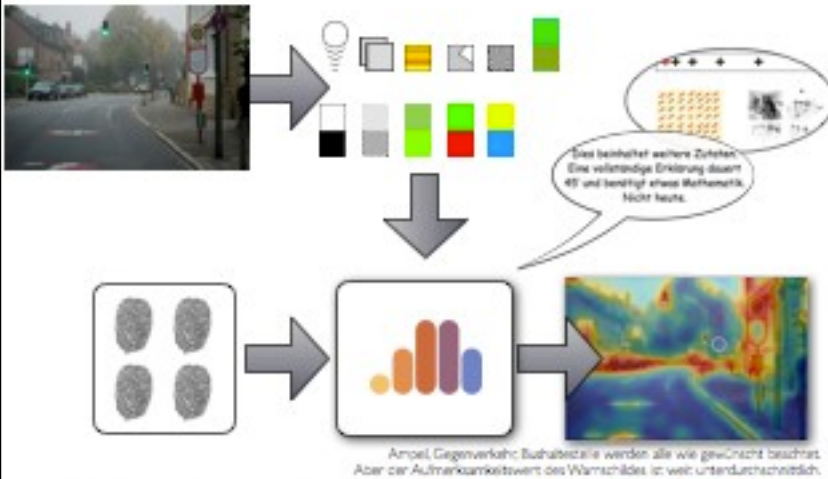 Dies beinhaltet weitere Zutaten.
Eine vollständige Erklärung dauert
45' und benötigt etwas Mathematik.
Nicht heute.
Ampel, Gegenverkehr, Bushaltestelle werden alle wie gewünscht beachtet.
Aber der Aufmerksamkeitswert des Warnschildes ist weit unterdurchschnittlich.